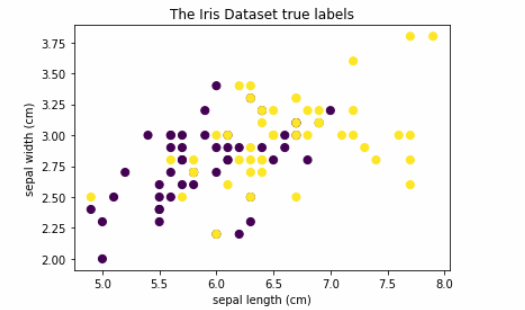 The Iris Dataset true labels
3.75
3.50
3.25
3.00
2.75
2.50
2.25
2.00
sepal width (cm)
5.0 5.5 6.0 6.5 7.0 7.5 8.0
sepal length (cm)